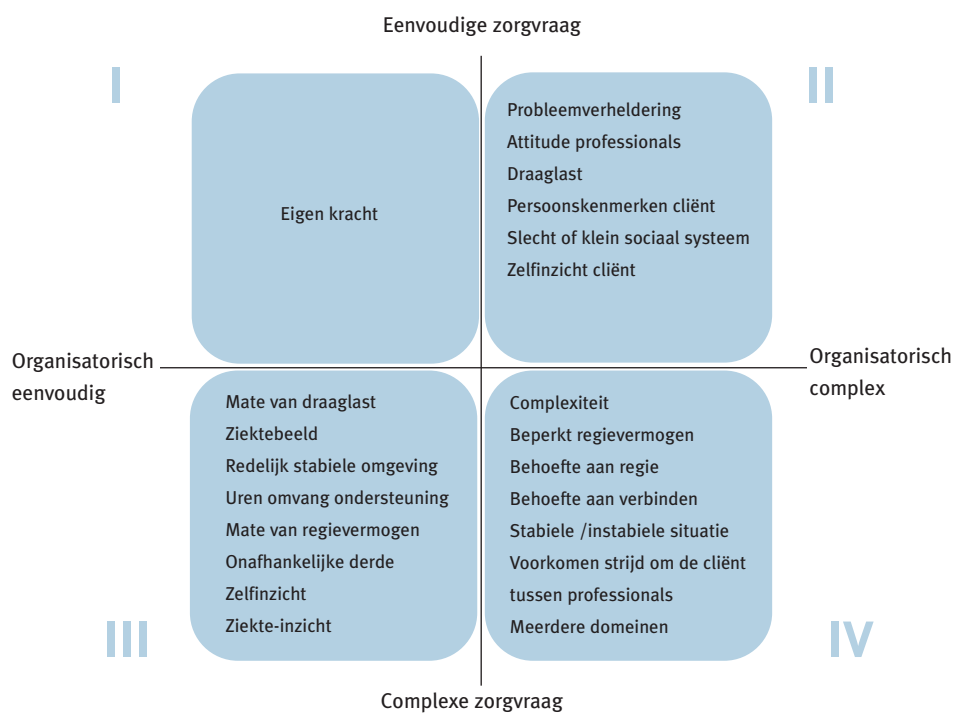 Eenvoudige zorgvraag
I
II
Eigen kracht
Probleemverheldering
Attitude professionals
Draaglast
Persoonskenmerken cliënt
Slecht of klein sociaal systeem
Zelfinzicht cliënt
Organisatorisch
eenvoudig
Organisatorisch
complex
Mate van draaglast
Ziektebeeld
Redelijk stabiele omgeving
Uren omvang ondersteuning
Mate van regievermogen
Onafhankelijke derde
Zelfinzicht
Ziekte-inzicht
Complexiteit
Beperkt regievermogen
Behoefte aan regie
Behoefte aan verbinden
Stabiele /instabiele situatie
Voorkomen strijd om de cliënt
tussen professionals
Meerdere domeinen
III
IV
Complexe zorgvraag